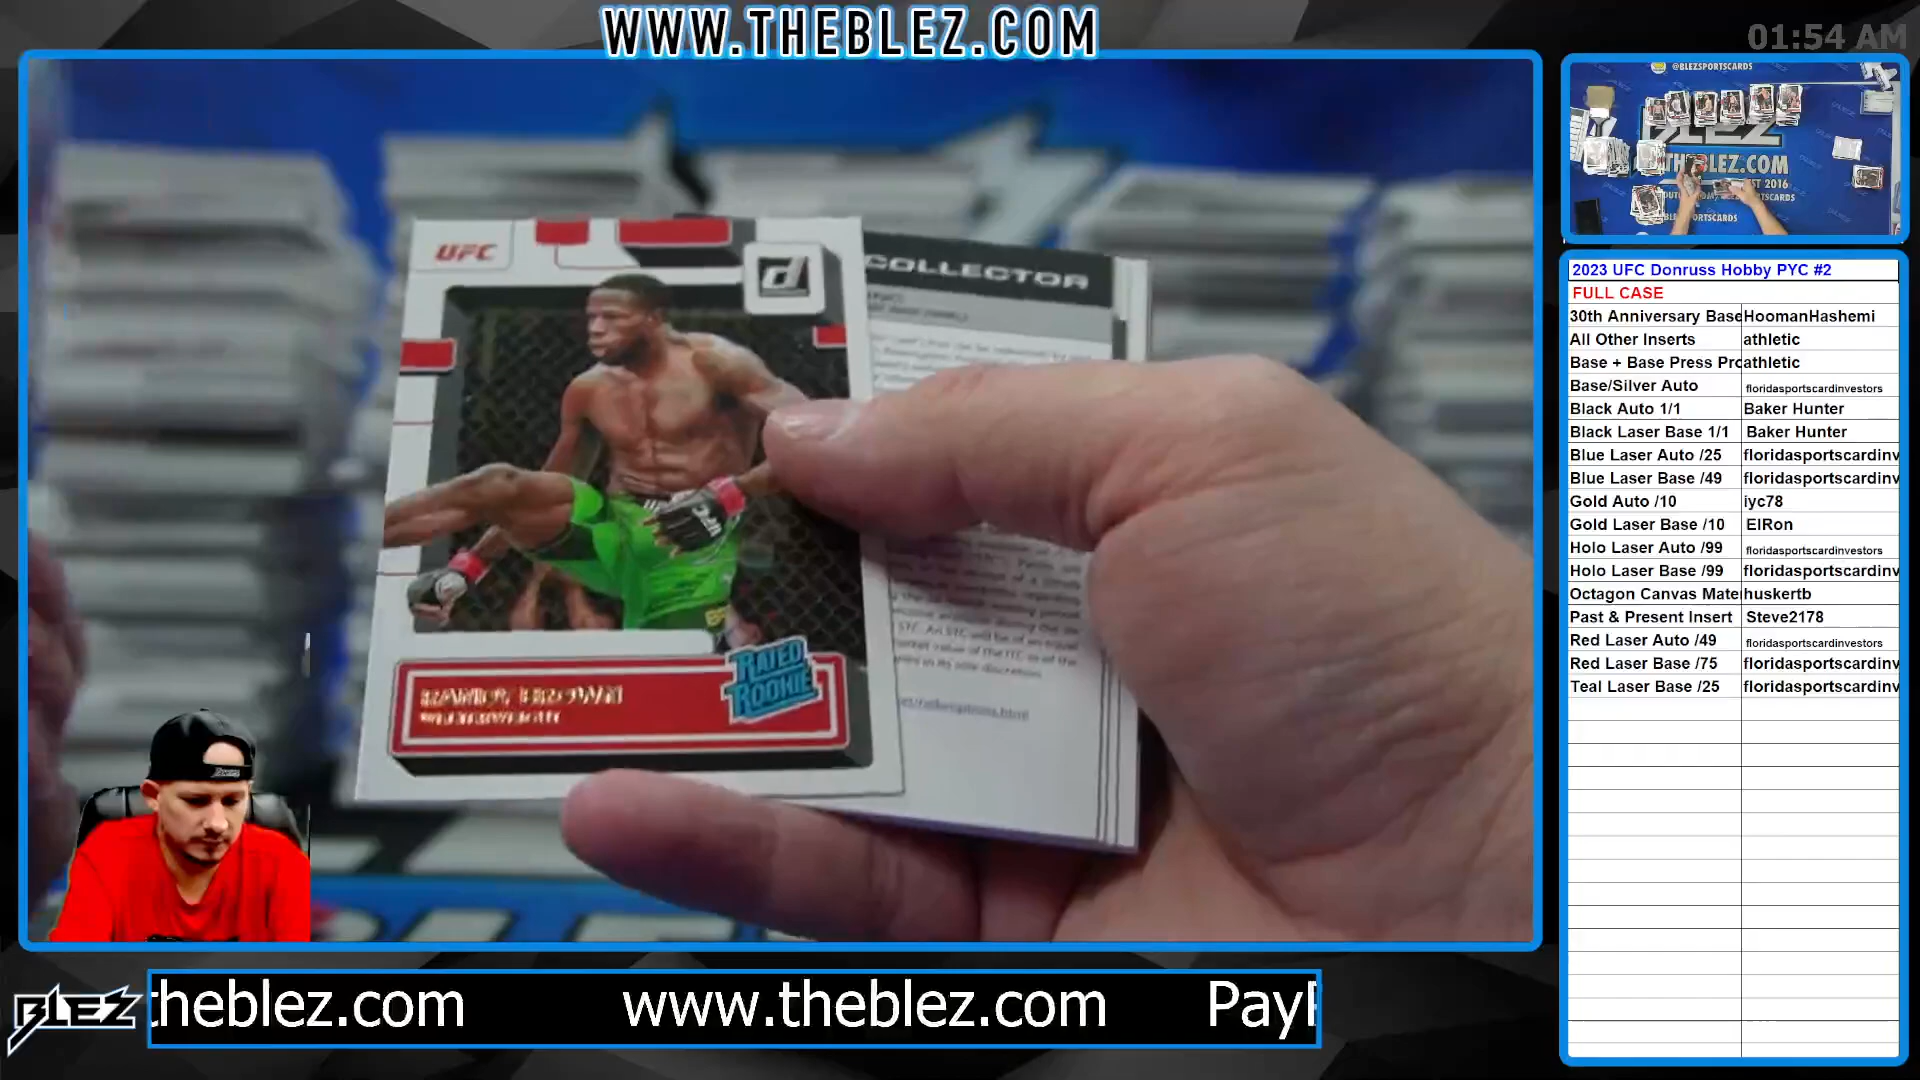 WWW.THEBLEZ.COM
01:54 AM
@BLEZSPORTSCARDS
BLEZ
THEBLEZ.COM
EST 2016
UFC
d
COLLECTOR
RATED
ROOKIE
2023 UFC Donruss Hobby PYC #2
FULL CASE
30th Anniversary Base HoomanHashemi
All Other Inserts athletic
Base + Base Press Pro athletic
Base/Silver Auto floridasportscardinvestors
Black Auto 1/1 Baker Hunter
Black Laser Base 1/1 Baker Hunter
Blue Laser Auto /25 floridasportscardinv
Blue Laser Base /49 floridasportscardinv
Gold Auto /10 iyc78
Gold Laser Base /10 ElRon
Holo Laser Auto /99 floridasportscardinvestors
Holo Laser Base /99 floridasportscardinv
Octagon Canvas Mate huskertb
Past & Present Insert Steve2178
Red Laser Auto /49 floridasportscardinvestors
Red Laser Base /75 floridasportscardinv
Teal Laser Base /25 floridasportscardinv
BLEZ
theblez.com www.theblez.com Pay